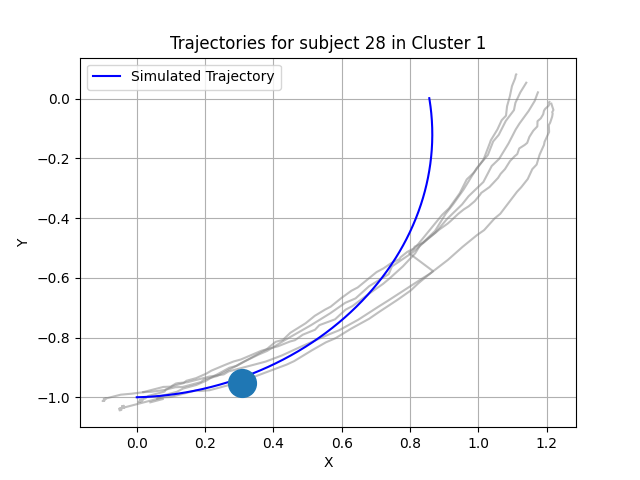 Trajectories for subject 28 in Cluster 1
Simulated Trajectory
0.0
−0.2
−0.4
−0.6
−0.8
−1.0
Y
0.0 0.2 0.4 0.6 0.8 1.0 1.2
X